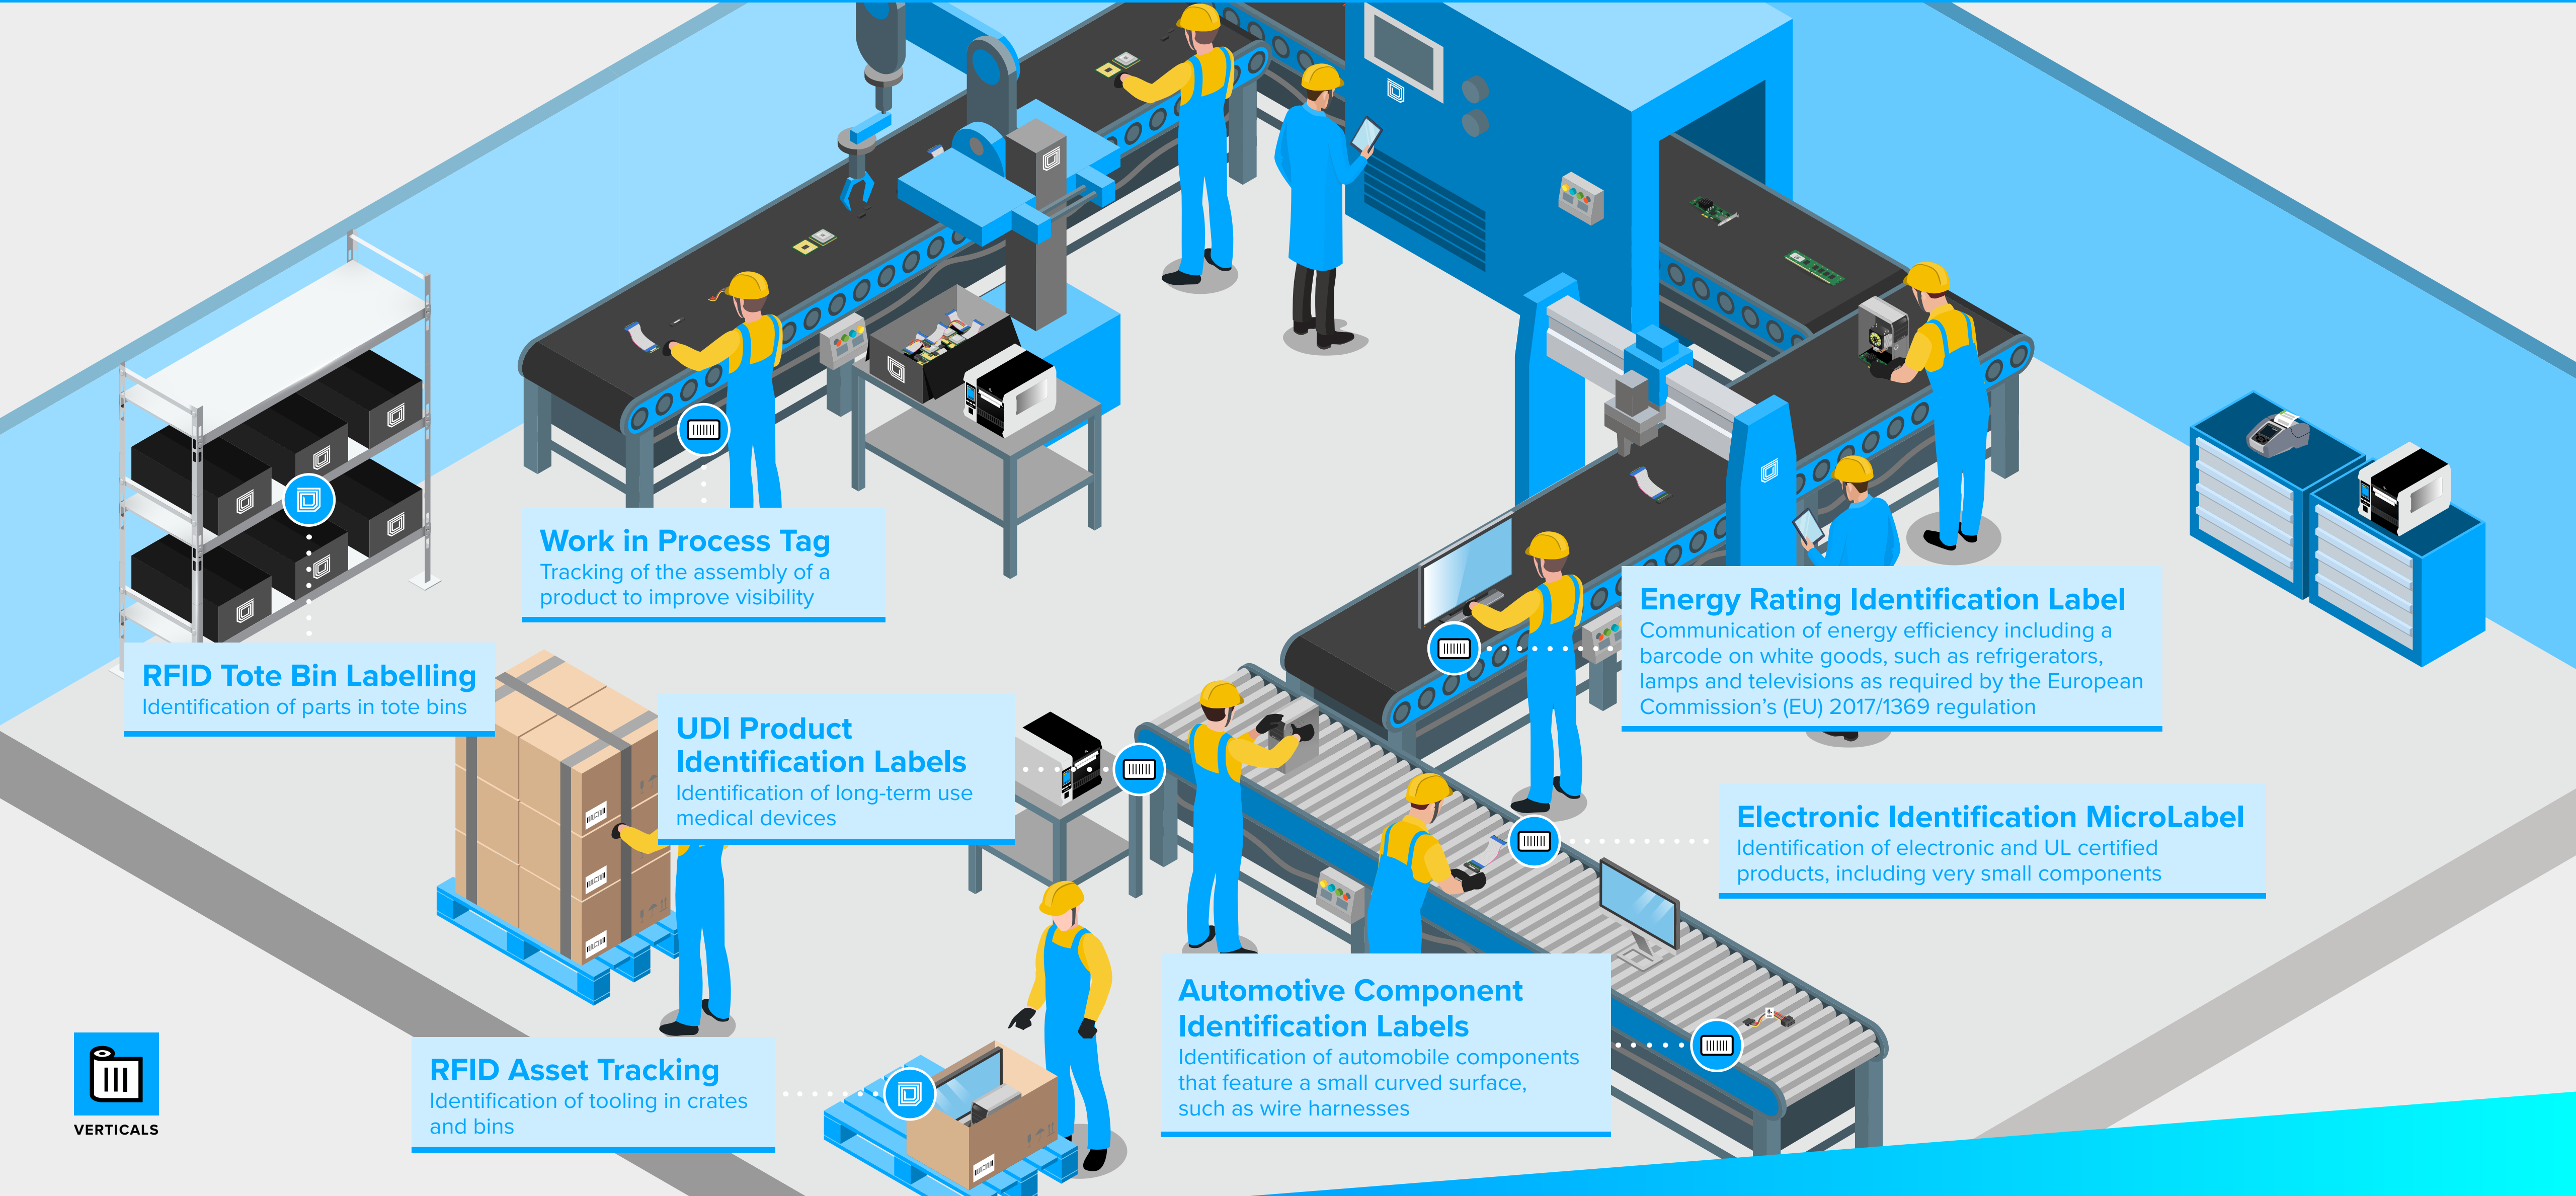 Work in Process Tag
Tracking of the assembly of a
product to improve visibility
RFID Tote Bin Labelling
Identification of parts in tote bins
UDI Product
Identification Labels
Identification of long-term use
medical devices
Energy Rating Identification Label
Communication of energy efficiency including a
barcode on white goods, such as refrigerators,
lamps and televisions as required by the European
Commission’s (EU) 2017/1369 regulation
Electronic Identification MicroLabel
Identification of electronic and UL certified
products, including very small components
Automotive Component
Identification Labels
Identification of automobile components
that feature a small curved surface,
such as wire harnesses
RFID Asset Tracking
Identification of tooling in crates
and bins
VERTICALS